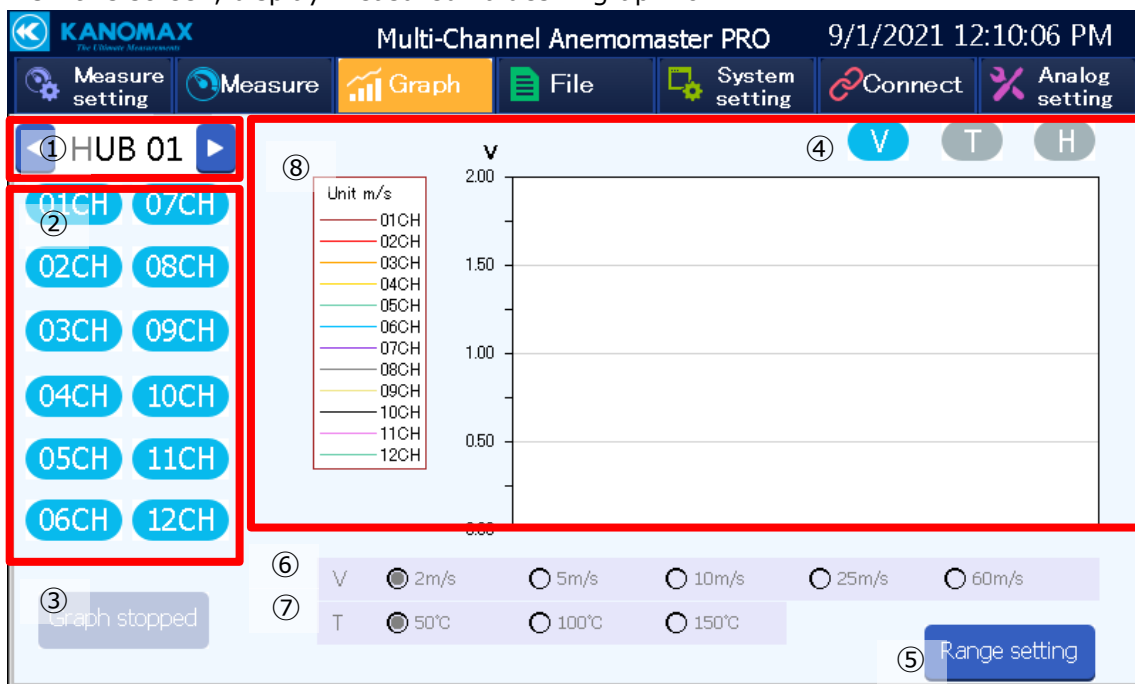 KANOMAX
The Ultimate Measurements
Multi-Channel Anemomaster PRO
9/1/2021 12:10:06 PM
Measure setting
Measure
Graph
File
System setting
Connect
Analog setting
① HUB 01
②
01CH 07CH
02CH 08CH
03CH 09CH
04CH 10CH
05CH 11CH
06CH 12CH
③
Graph stopped
④ V T H
⑧
V
Unit m/s
01CH
02CH
03CH
04CH
05CH
06CH
07CH
08CH
09CH
10CH
11CH
12CH
2.00
1.50
1.00
0.50
0.00
⑥ V 2m/s 5m/s 10m/s 25m/s 60m/s
⑦ T 50℃ 100℃ 150℃
⑤ Range setting